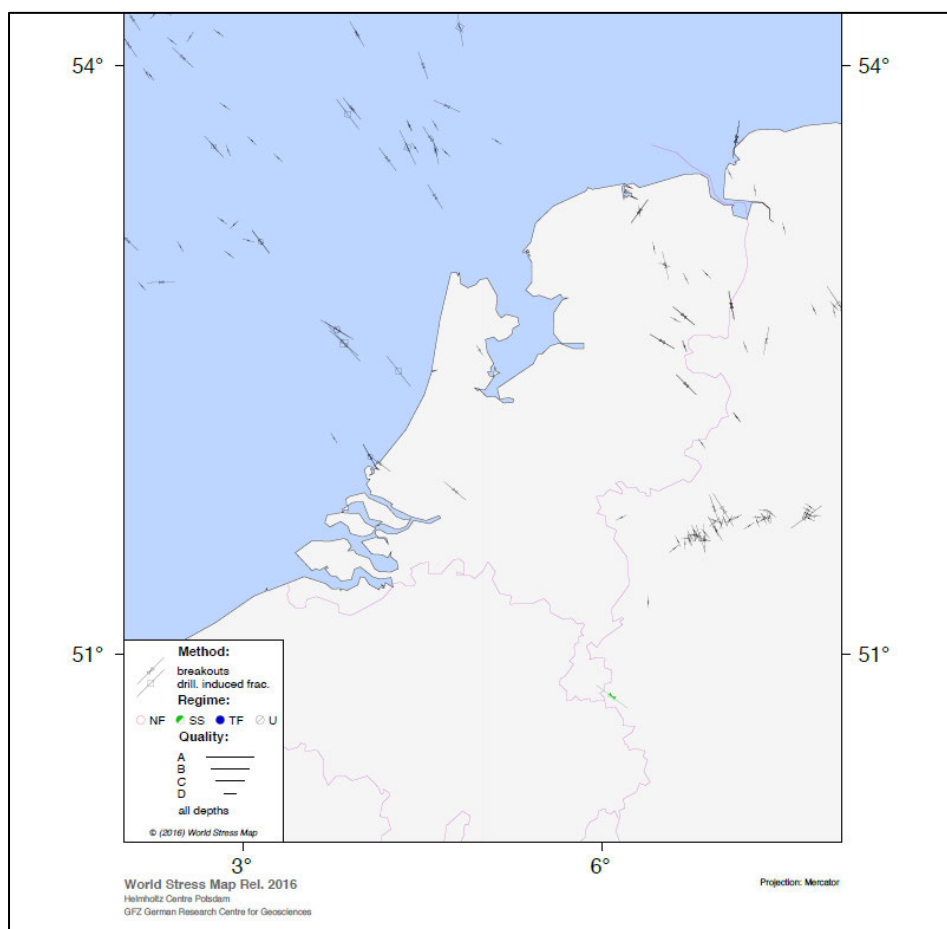 54°
54°
51°
51°
Method:
breakouts
drill. induced frac.
Regime:
NF SS TF U
Quality:
A
B
C
D
all depths
© (2016) World Stress Map
3°
6°
World Stress Map Rel. 2016
Helmholtz Centre Potsdam
GFZ German Research Centre for Geosciences
Projection: Mercator